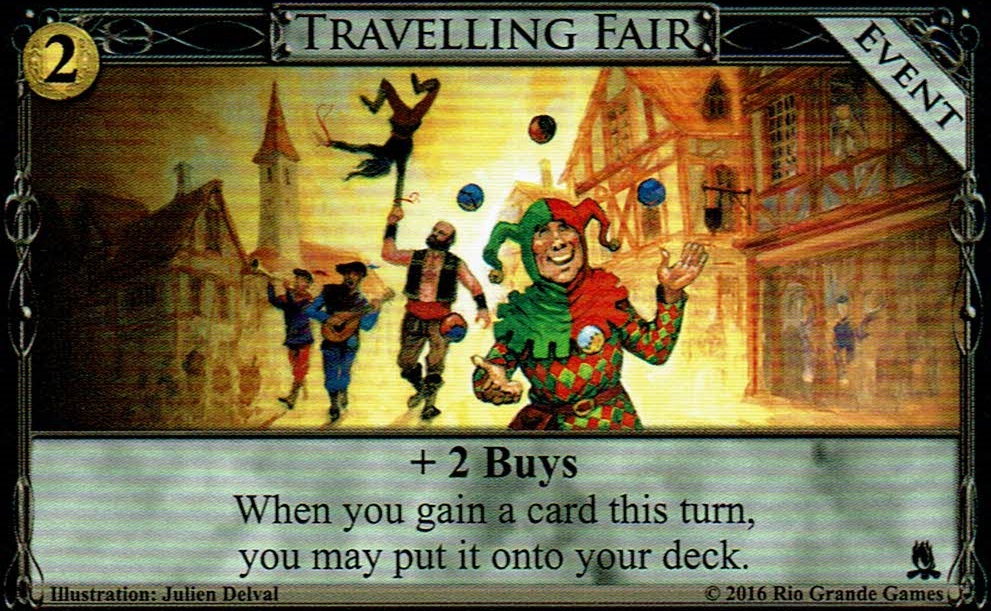 2
TRAVELLING FAIR
EVENT
+ 2 Buys
When you gain a card this turn,
you may put it onto your deck.
Illustration: Julien Delval
© 2016 Rio Grande Games